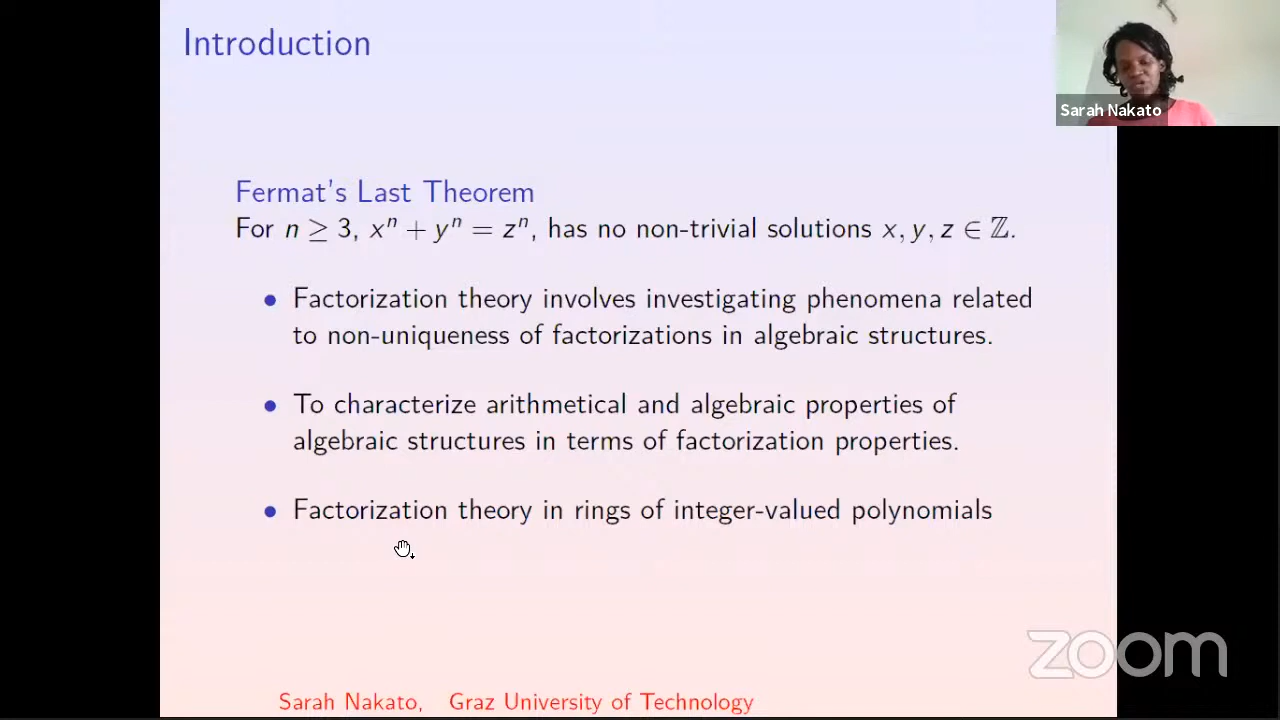 Introduction
Sarah Nakato
Fermat's Last Theorem
For n ≥ 3, xⁿ + yⁿ = zⁿ, has no non-trivial solutions x, y, z ∈ ℤ.
• Factorization theory involves investigating phenomena related
to non-uniqueness of factorizations in algebraic structures.
• To characterize arithmetical and algebraic properties of
algebraic structures in terms of factorization properties.
• Factorization theory in rings of integer-valued polynomials
zoom
Sarah Nakato, Graz University of Technology